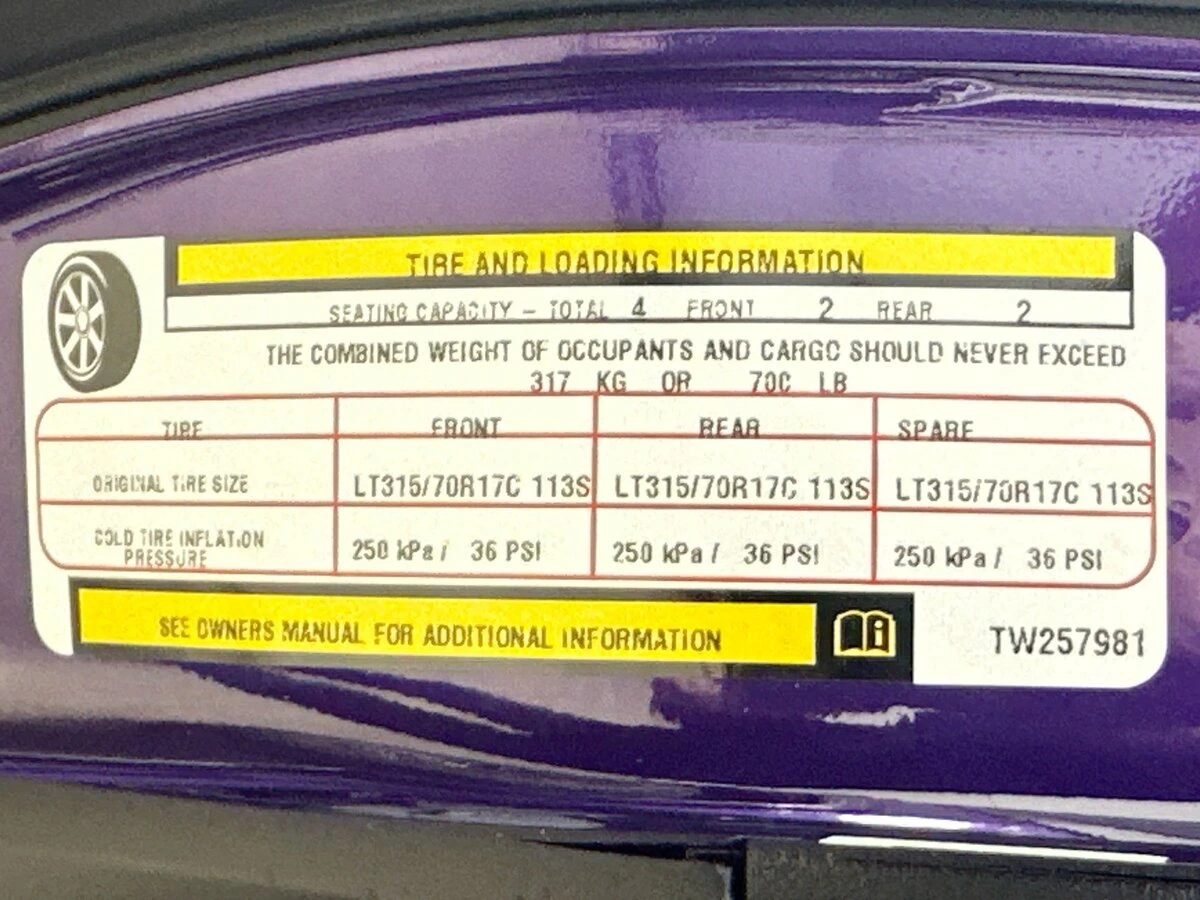 TIRE AND LOADING INFORMATION
SEATING CAPACITY – TOTAL 4 FRONT 2 REAR 2
THE COMBINED WEIGHT OF OCCUPANTS AND CARGO SHOULD NEVER EXCEED
317 KG OR 700 LB
TIRE FRONT REAR SPARE
ORIGINAL TIRE SIZE LT315/70R17C 113S LT315/70R17C 113S LT315/70R17C 113S
COLD TIRE INFLATION PRESSURE 250 kPa / 36 PSI 250 kPa / 36 PSI 250 kPa / 36 PSI
SEE OWNERS MANUAL FOR ADDITIONAL INFORMATION
TW257981